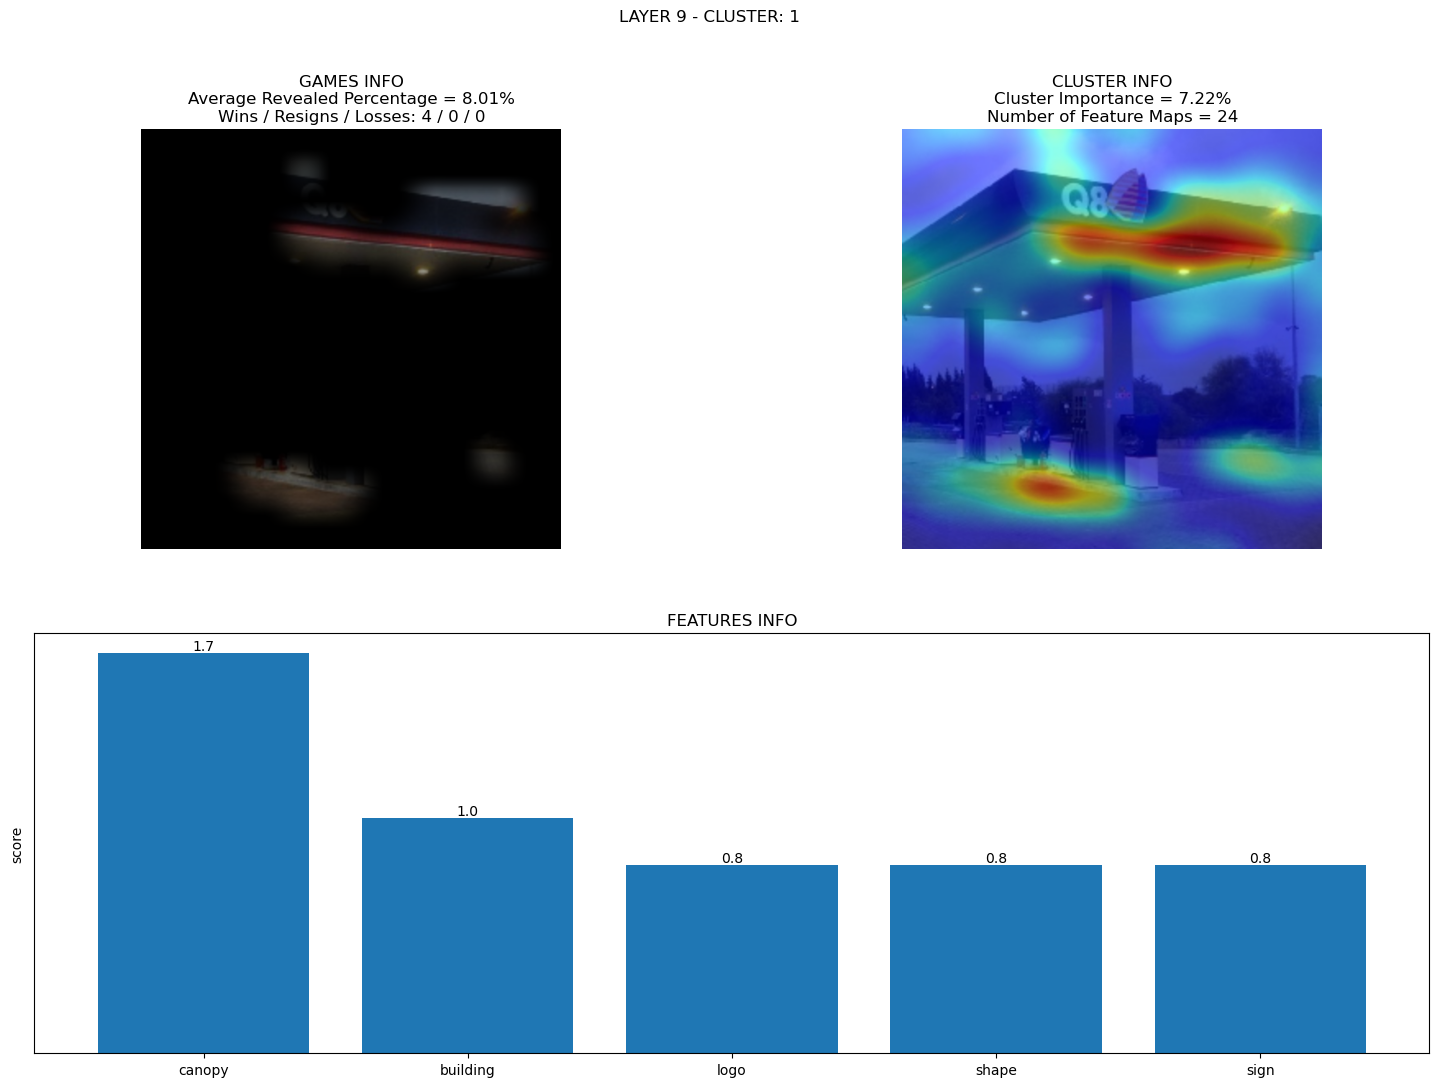 LAYER 9 - CLUSTER: 1
GAMES INFO
Average Revealed Percentage = 8.01%
Wins / Resigns / Losses: 4 / 0 / 0
CLUSTER INFO
Cluster Importance = 7.22%
Number of Feature Maps = 24
Q8
Q8
FEATURES INFO
score
1.7
1.0
0.8
0.8
0.8
canopy
building
logo
shape
sign